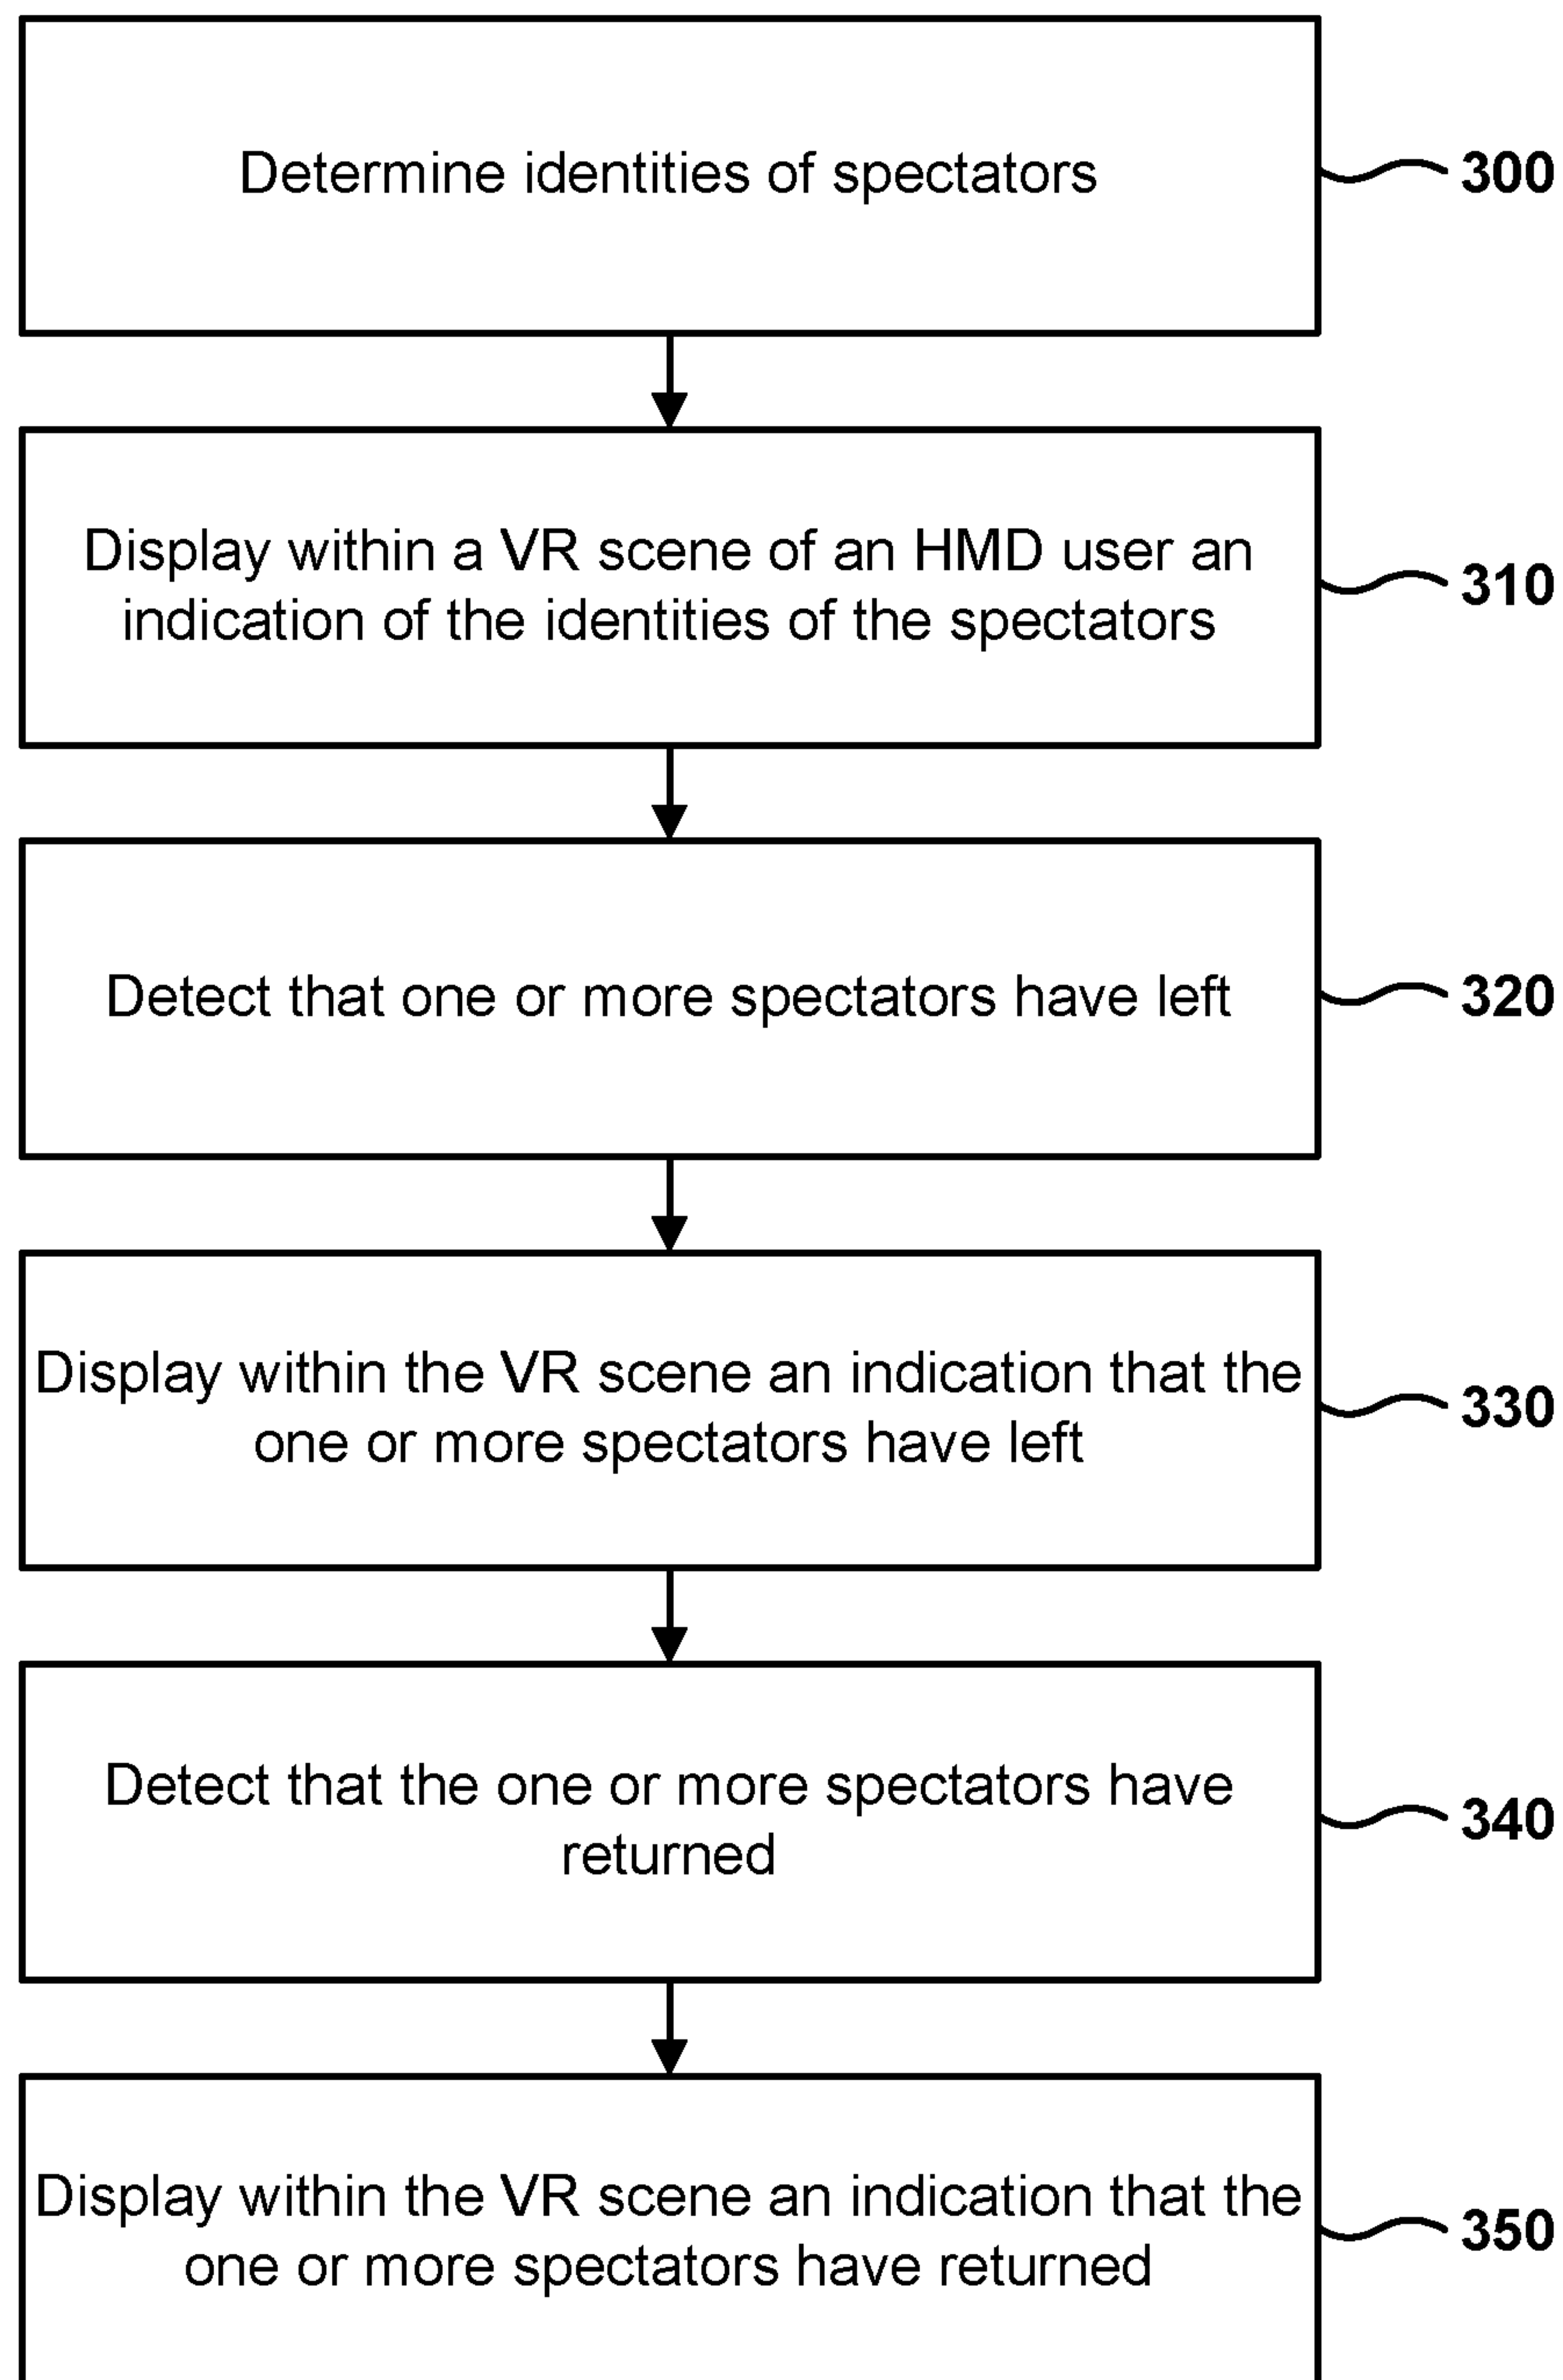 Determine identities of spectators
300
Display within a VR scene of an HMD user an
indication of the identities of the spectators
310
Detect that one or more spectators have left
320
Display within the VR scene an indication that the
one or more spectators have left
330
Detect that the one or more spectators have
returned
340
Display within the VR scene an indication that the
one or more spectators have returned
350